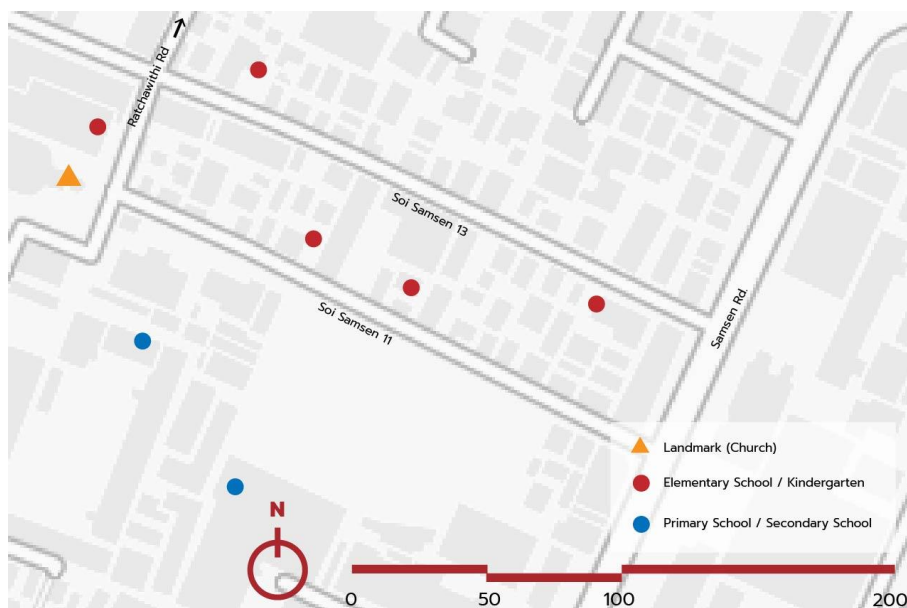 Ratchawithi Rd
Soi Samsen 13
Soi Samsen 11
Samsen Rd.
Landmark (Church)
Elementary School / Kindergarten
Primary School / Secondary School
N
0 50 100 200